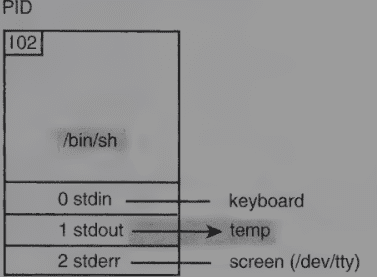 PID
102
/bin/sh
0 stdin keyboard
1 stdout temp
2 stderr screen (/dev/tty)